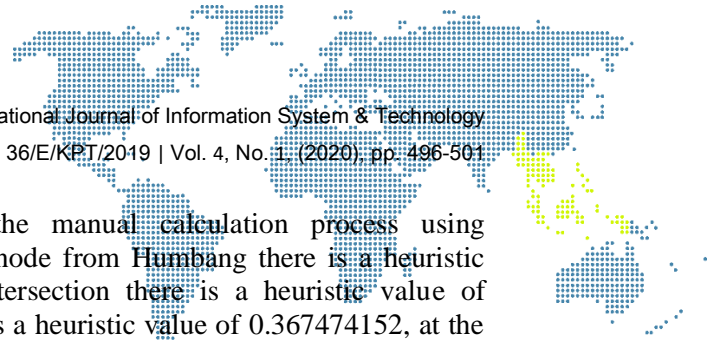 ational Journal of Information System & Technology
36/E/KPT/2019 | Vol. 4, No. 1, (2020), pp. 496-501
the manual calculation process using
node from Humbang there is a heuristic
tersection there is a heuristic value of
s a heuristic value of 0.367474152, at the